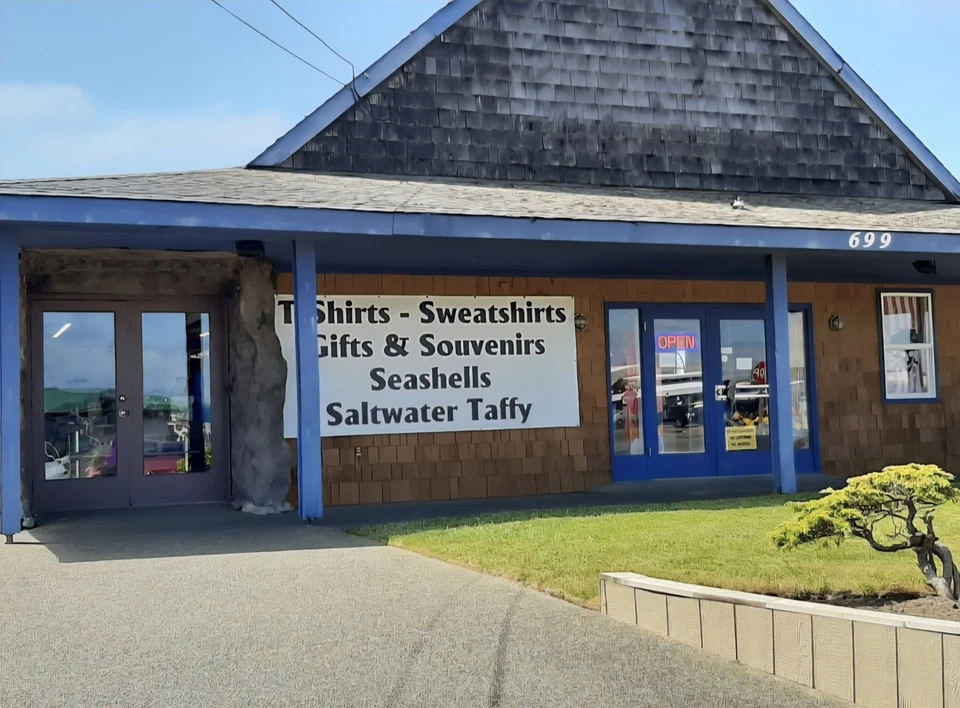 699
T-Shirts - Sweatshirts
Gifts & Souvenirs
Seashells
Saltwater Taffy
OPEN